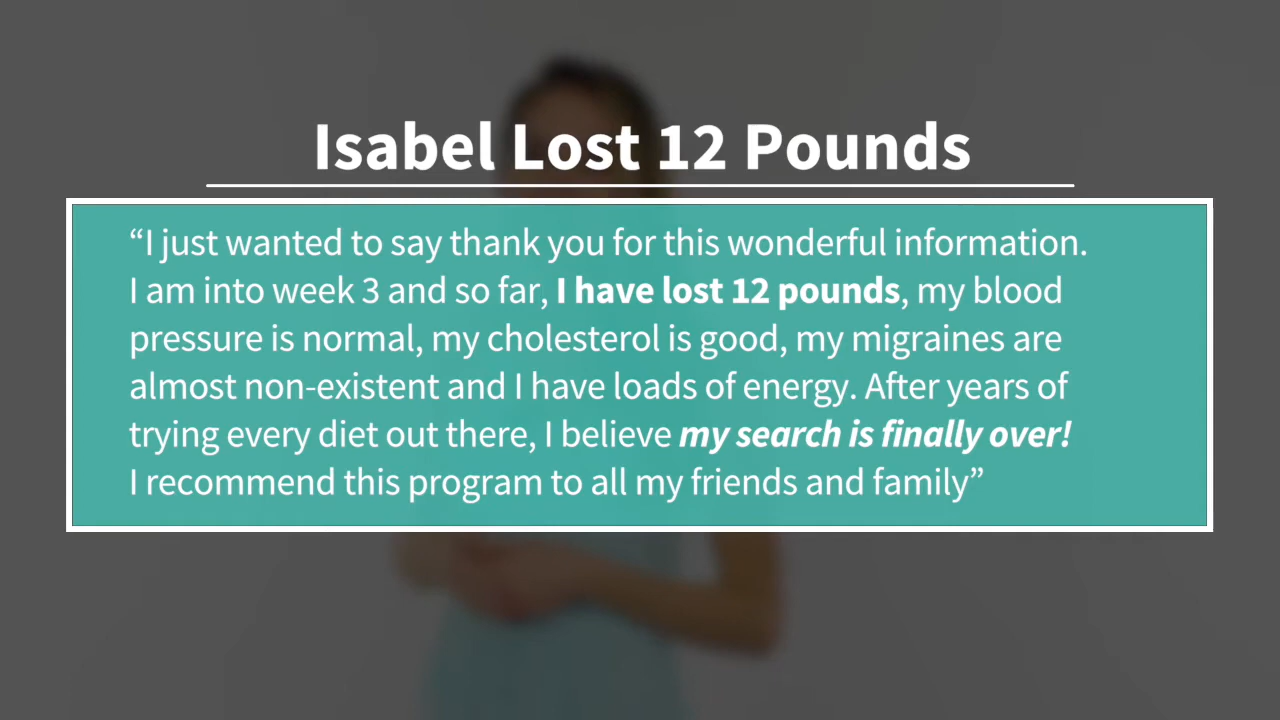 Isabel Lost 12 Pounds
“I just wanted to say thank you for this wonderful information.
I am into week 3 and so far, I have lost 12 pounds, my blood
pressure is normal, my cholesterol is good, my migraines are
almost non-existent and I have loads of energy. After years of
trying every diet out there, I believe my search is finally over!
I recommend this program to all my friends and family”